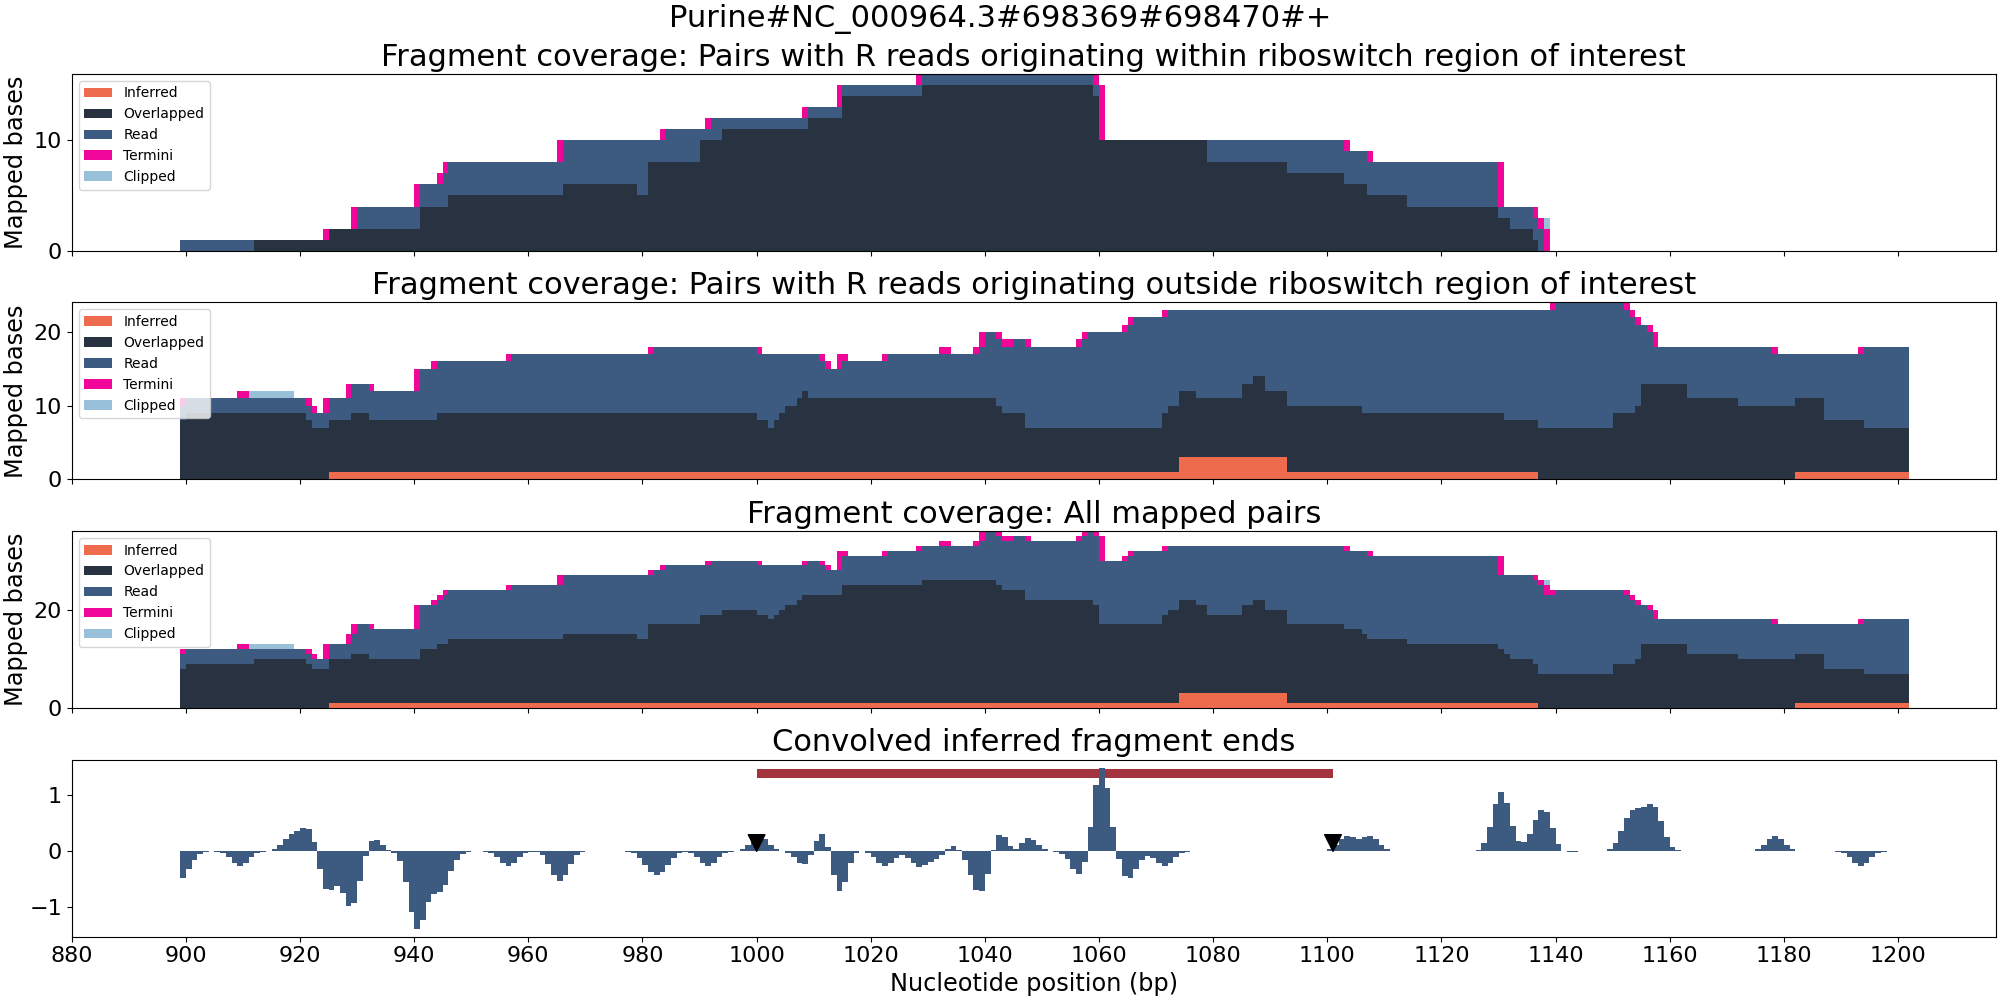 Purine#NC_000964.3#698369#698470#+
Fragment coverage: Pairs with R reads originating within riboswitch region of interest
Mapped bases
10
0
Inferred
Overlapped
Read
Termini
Clipped
Fragment coverage: Pairs with R reads originating outside riboswitch region of interest
Mapped bases
20
10
0
Inferred
Overlapped
Read
Termini
Clipped
Fragment coverage: All mapped pairs
Mapped bases
20
0
Inferred
Overlapped
Read
Termini
Clipped
Convolved inferred fragment ends
1
0
−1
880 900 920 940 960 980 1000 1020 1040 1060 1080 1100 1120 1140 1160 1180 1200
Nucleotide position (bp)